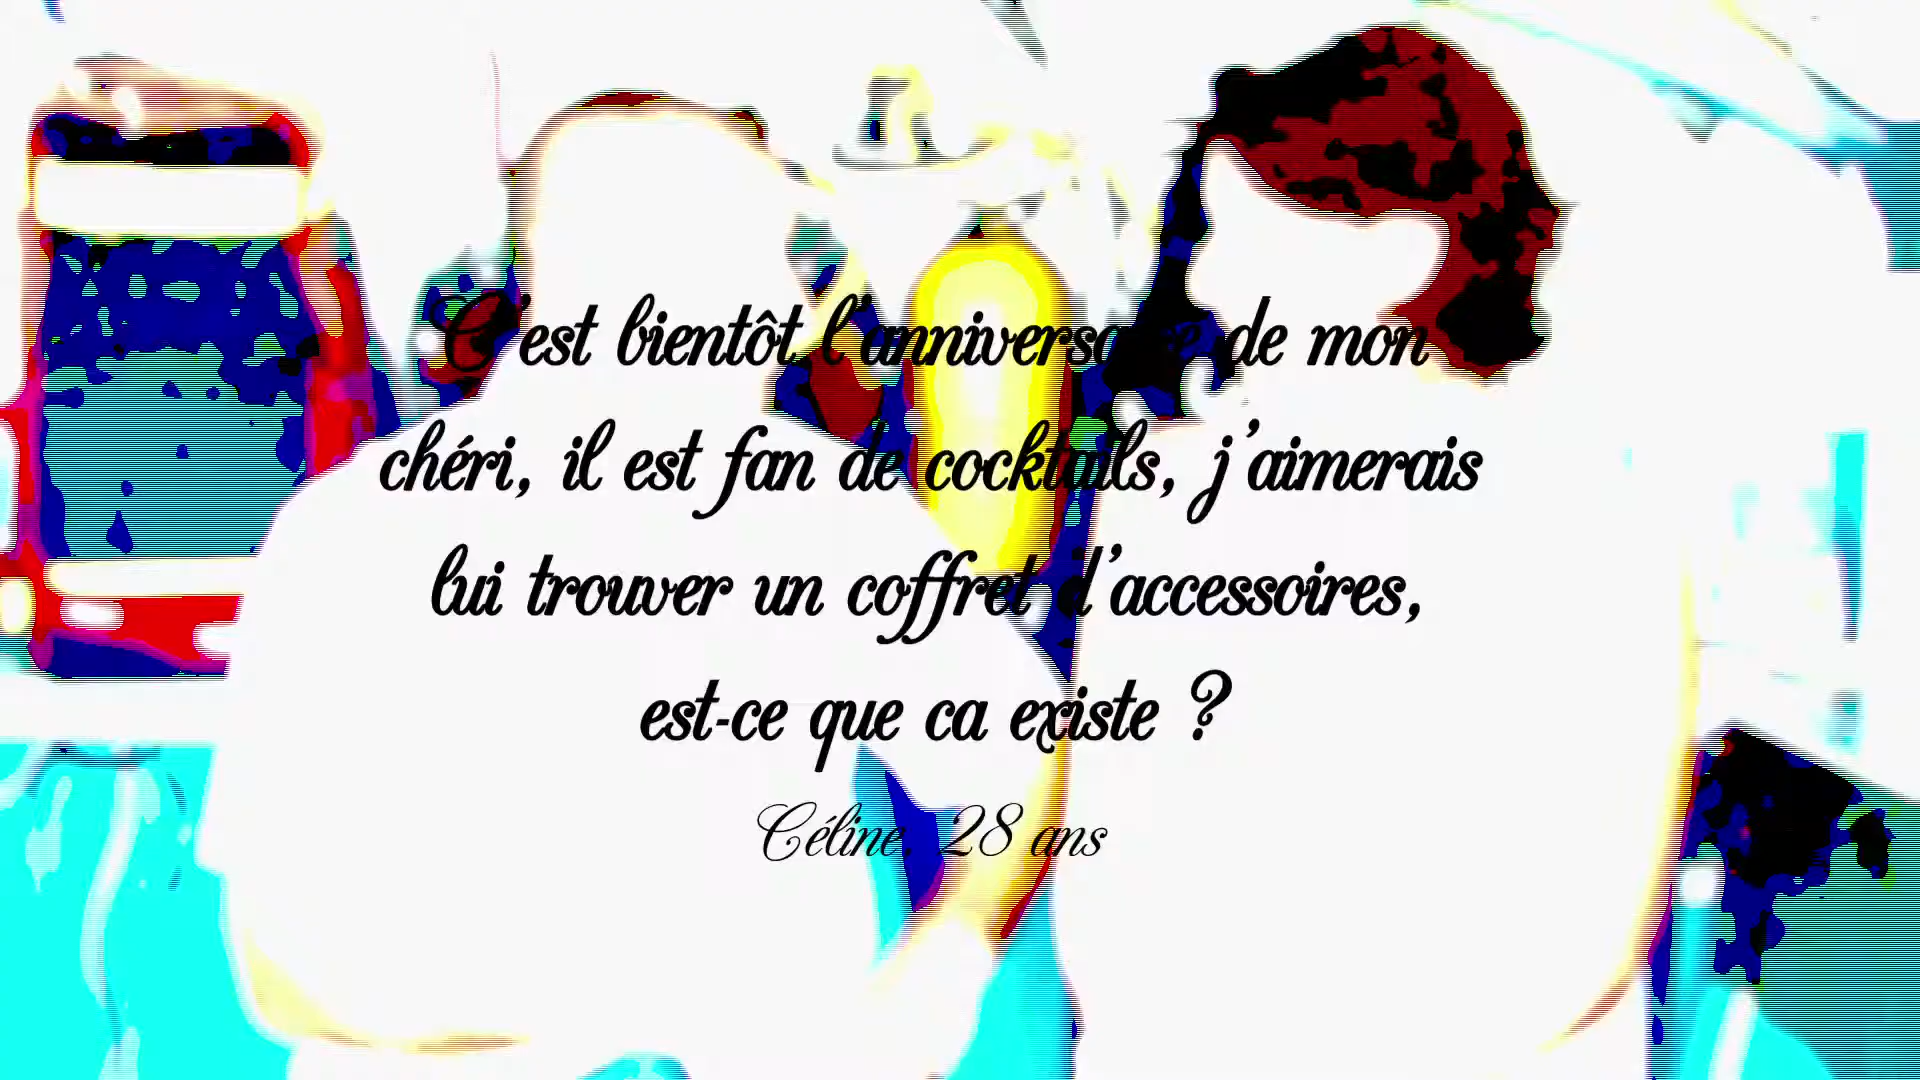 C'est bientôt l'anniversaire de mon
chéri, il est fan de cocktails, j'aimerais
lui trouver un coffret d'accessoires,
est-ce que ca existe ?
Céline, 28 ans